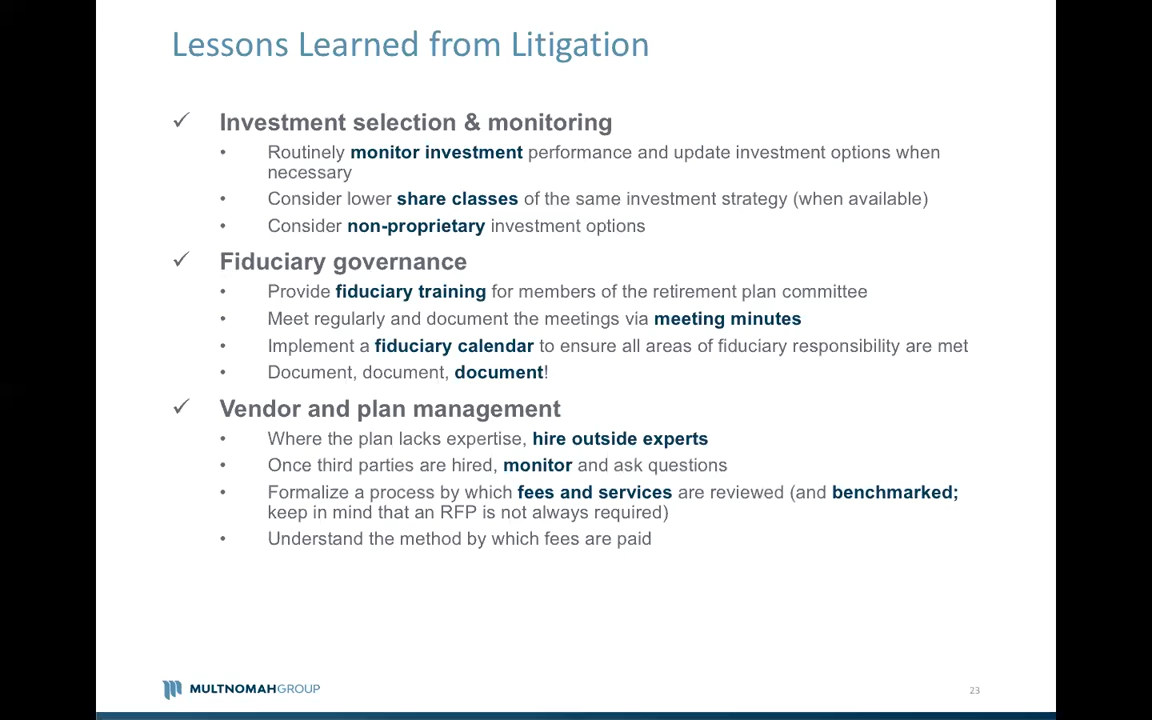 Lessons Learned from Litigation
✓ Investment selection & monitoring
• Routinely monitor investment performance and update investment options when
necessary
• Consider lower share classes of the same investment strategy (when available)
• Consider non-proprietary investment options
✓ Fiduciary governance
• Provide fiduciary training for members of the retirement plan committee
• Meet regularly and document the meetings via meeting minutes
• Implement a fiduciary calendar to ensure all areas of fiduciary responsibility are met
• Document, document, document!
✓ Vendor and plan management
• Where the plan lacks expertise, hire outside experts
• Once third parties are hired, monitor and ask questions
• Formalize a process by which fees and services are reviewed (and benchmarked;
keep in mind that an RFP is not always required)
• Understand the method by which fees are paid
MULTNOMAHGROUP
23